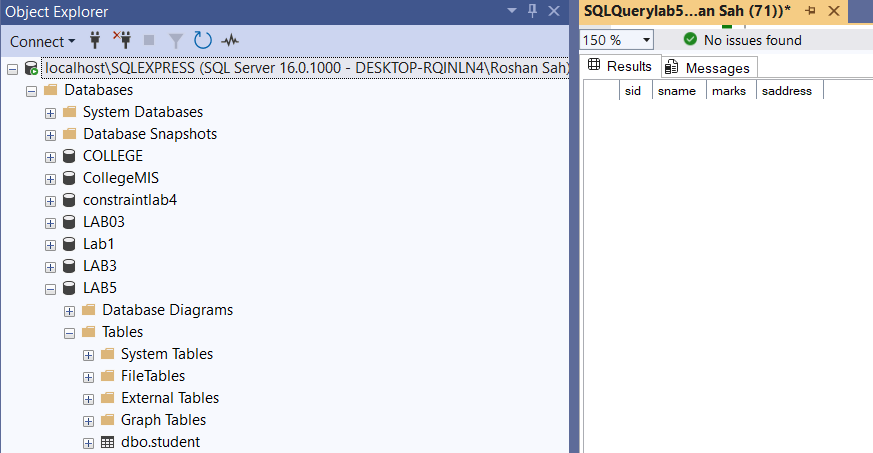 Object Explorer
Connect
localhost\SQLEXPRESS (SQL Server 16.0.1000 - DESKTOP-RQINLN4\Roshan Sah)
Databases
System Databases
Database Snapshots
COLLEGE
CollegeMIS
constraintlab4
LAB03
Lab1
LAB3
LAB5
Database Diagrams
Tables
System Tables
FileTables
External Tables
Graph Tables
dbo.student
SQLQuerylab5...an Sah (71))*
150 %
No issues found
Results Messages
sid sname marks saddress